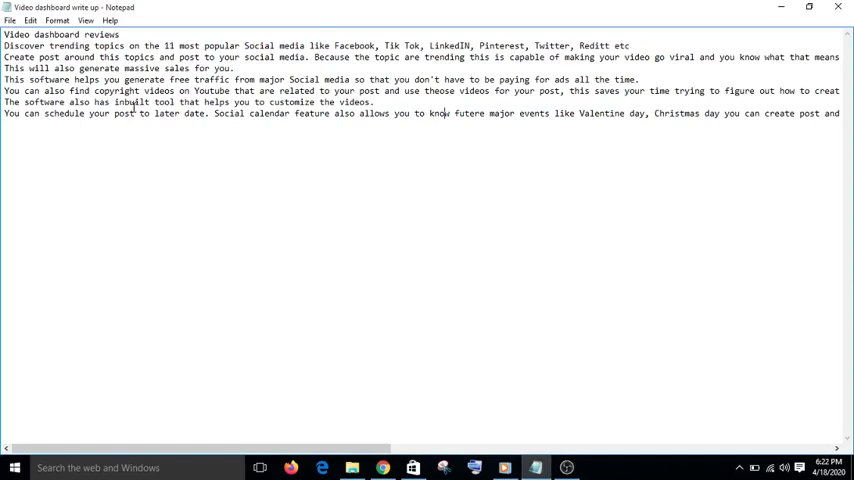 Video dashboard write up - Notepad
File Edit Format View Help
Video dashboard reviews
Discover trending topics on the 11 most popular Social media like Facebook, Tik Tok, LinkedIN, Pinterest, Twitter, Reditt etc
Create post around this topics and post to your social media. Because the topic are trending this is capable of making your video go viral and you know what that means
This will also generate massive sales for you.
This software helps you generate free traffic from major Social media so that you don't have to be paying for ads all the time.
You can also find copyright videos on Youtube that are related to your post and use theose videos for your post, this saves your time trying to figure out how to creat
The software also has inbuilt tool that helps you to customize the videos.
You can schedule your post to later date. Social calendar feature also allows you to know futere major events like Valentine day, Christmas day you can create post and
Search the web and Windows
6:22 PM
4/18/2020